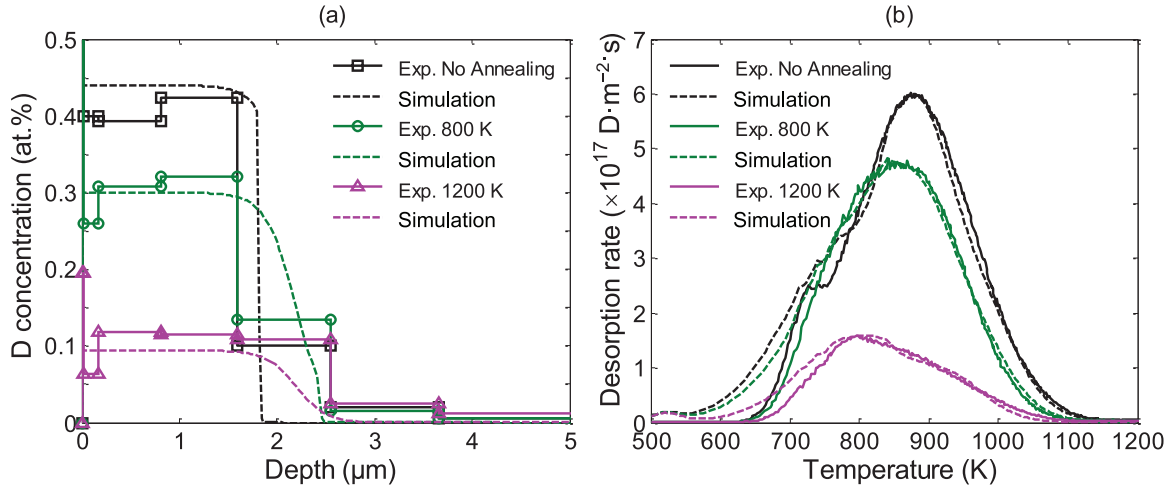 (a)
0.5
0.4
0.3
0.2
0.1
0
D concentration (at.%)
Exp. No Annealing
Simulation
Exp. 800 K
Simulation
Exp. 1200 K
Simulation
0 1 2 3 4 5
Depth (µm)
(b)
7
6
5
4
3
2
1
0
Desorption rate (×10¹⁷ D·m⁻²·s)
Exp. No Annealing
Simulation
Exp. 800 K
Simulation
Exp. 1200 K
Simulation
500 600 700 800 900 1000 1100 1200
Temperature (K)